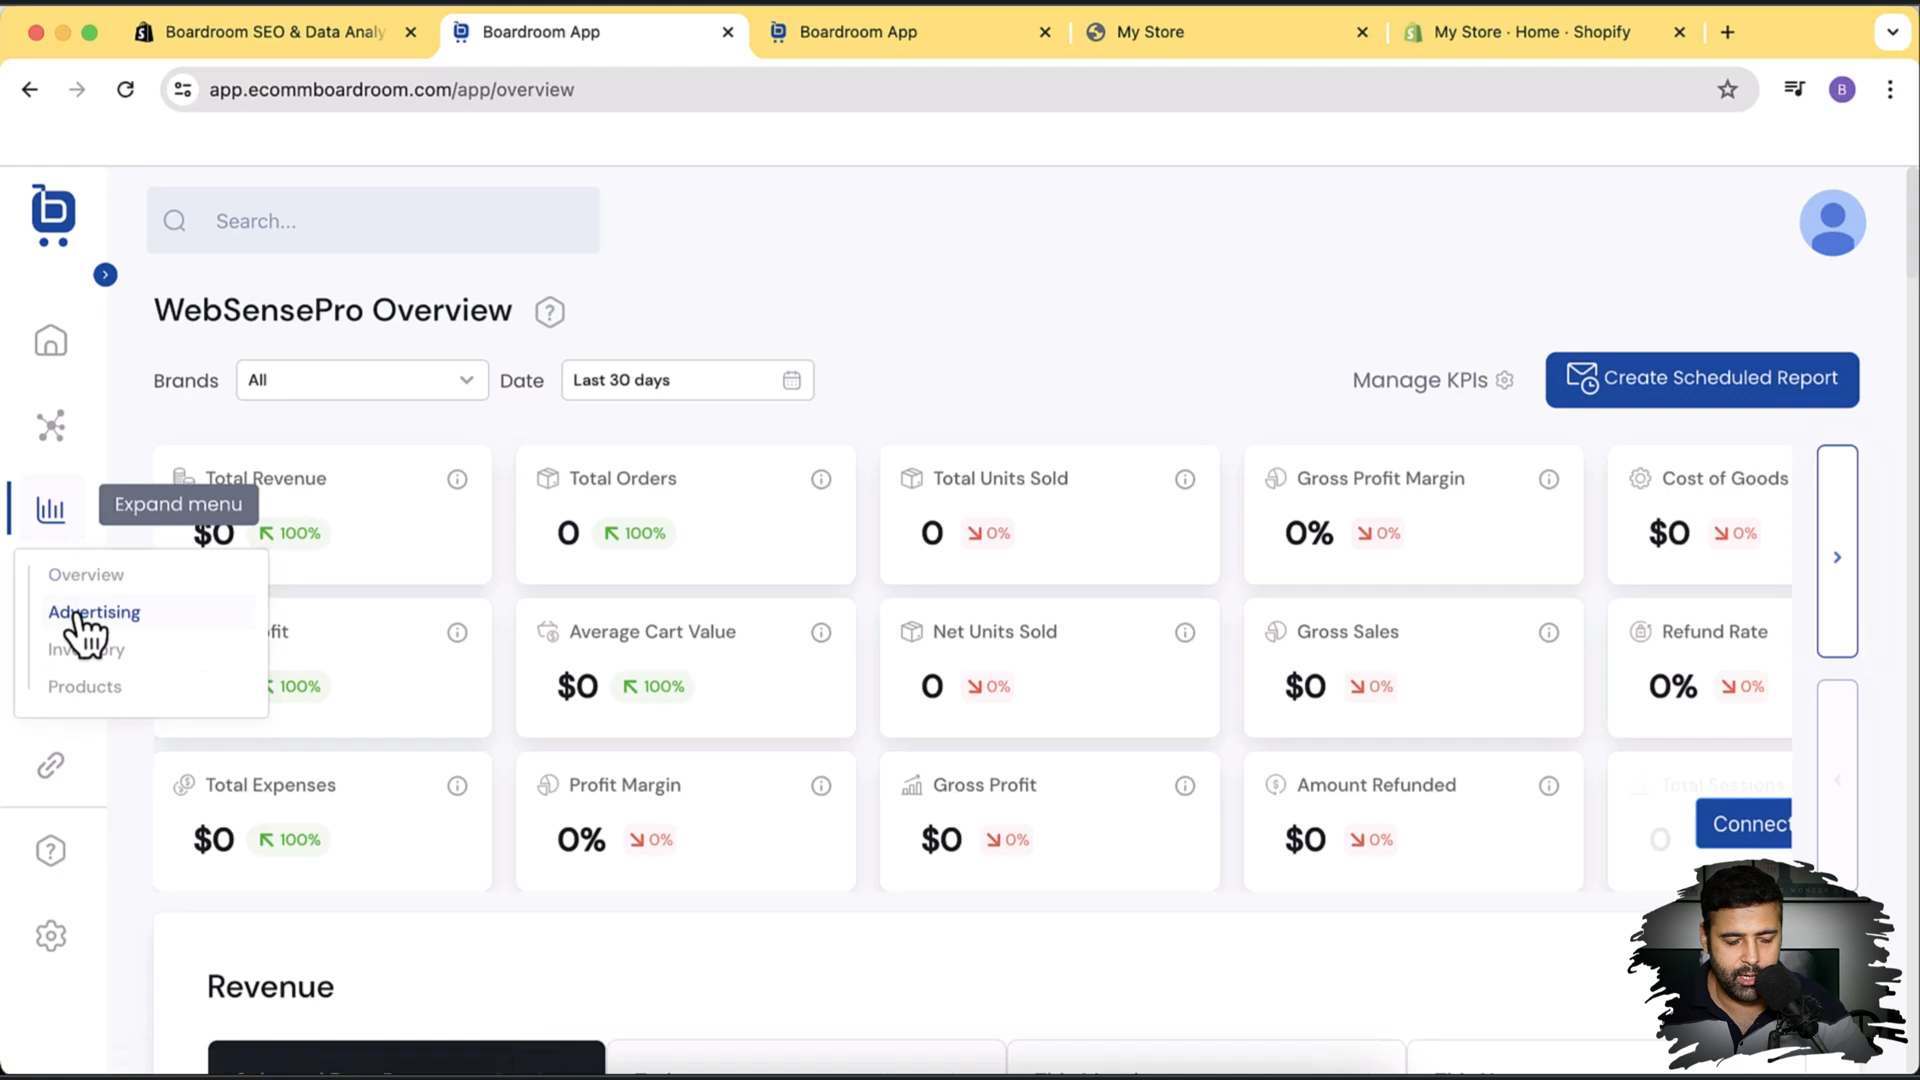 Boardroom SEO & Data Analy
Boardroom App
Boardroom App
My Store
My Store · Home · Shopify
app.ecommboardroom.com/app/overview
B
b
Search...
WebSensePro Overview
?
Brands
All
Date
Last 30 days
Manage KPIs
Create Scheduled Report
Total Revenue
$0
100%
Total Orders
0
100%
Total Units Sold
0
0%
Gross Profit Margin
0%
0%
Cost of Goods
$0
0%
Expand menu
Overview
Advertising
Products
fit
100%
Average Cart Value
$0
100%
Net Units Sold
0
0%
Gross Sales
$0
0%
Refund Rate
0%
0%
Total Expenses
$0
100%
Profit Margin
0%
0%
Gross Profit
$0
0%
Amount Refunded
$0
0%
Total Sessions
0
Connect
Revenue